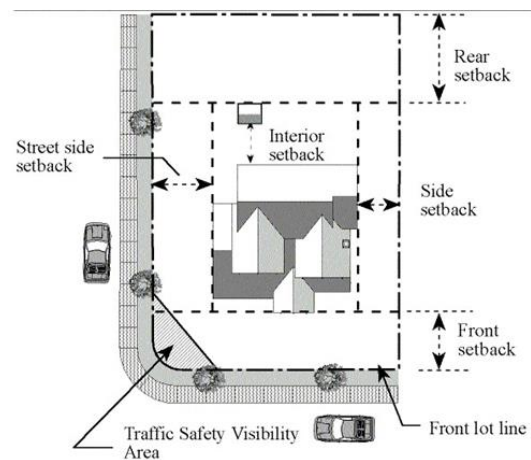 Rear
setback
Street side
setback
Interior
setback
Side
setback
Front
setback
Traffic Safety Visibility
Area
Front lot line